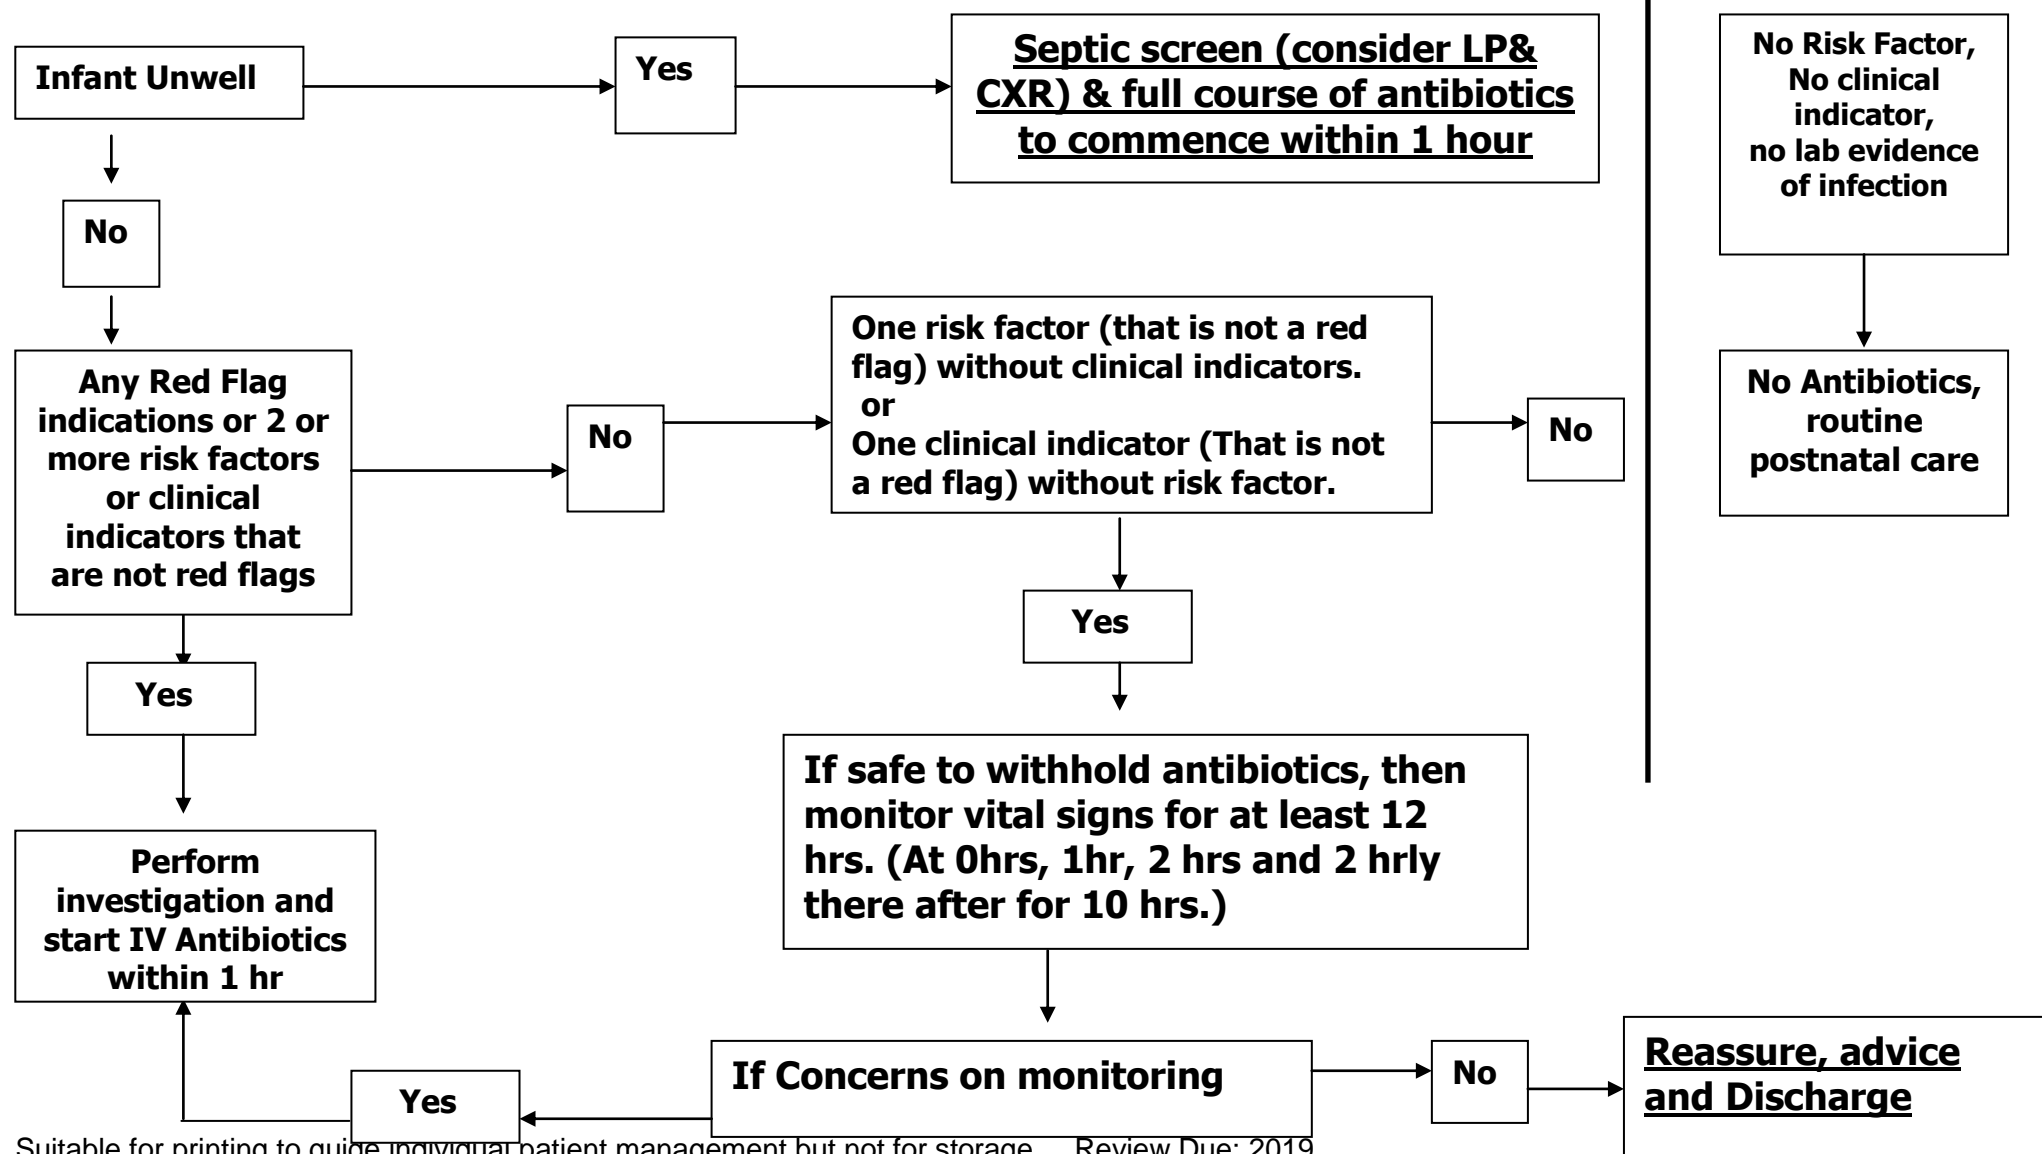 Infant Unwell
Yes
Septic screen (consider LP&
CXR) & full course of antibiotics
to commence within 1 hour
No
Any Red Flag
indications or 2 or
more risk factors
or clinical
indicators that
are not red flags
No
One risk factor (that is not a red
flag) without clinical indicators.
or
One clinical indicator (That is not
a red flag) without risk factor.
No
Yes
Yes
If safe to withhold antibiotics, then
monitor vital signs for at least 12
hrs. (At 0hrs, 1hr, 2 hrs and 2 hrly
there after for 10 hrs.)
Perform
investigation and
start IV Antibiotics
within 1 hr
If Concerns on monitoring
Yes
No
Reassure, advice
and Discharge
No Risk Factor,
No clinical
indicator,
no lab evidence
of infection
No Antibiotics,
routine
postnatal care
Suitable for printing to guide individual patient management but not for storage Review Due: 2019